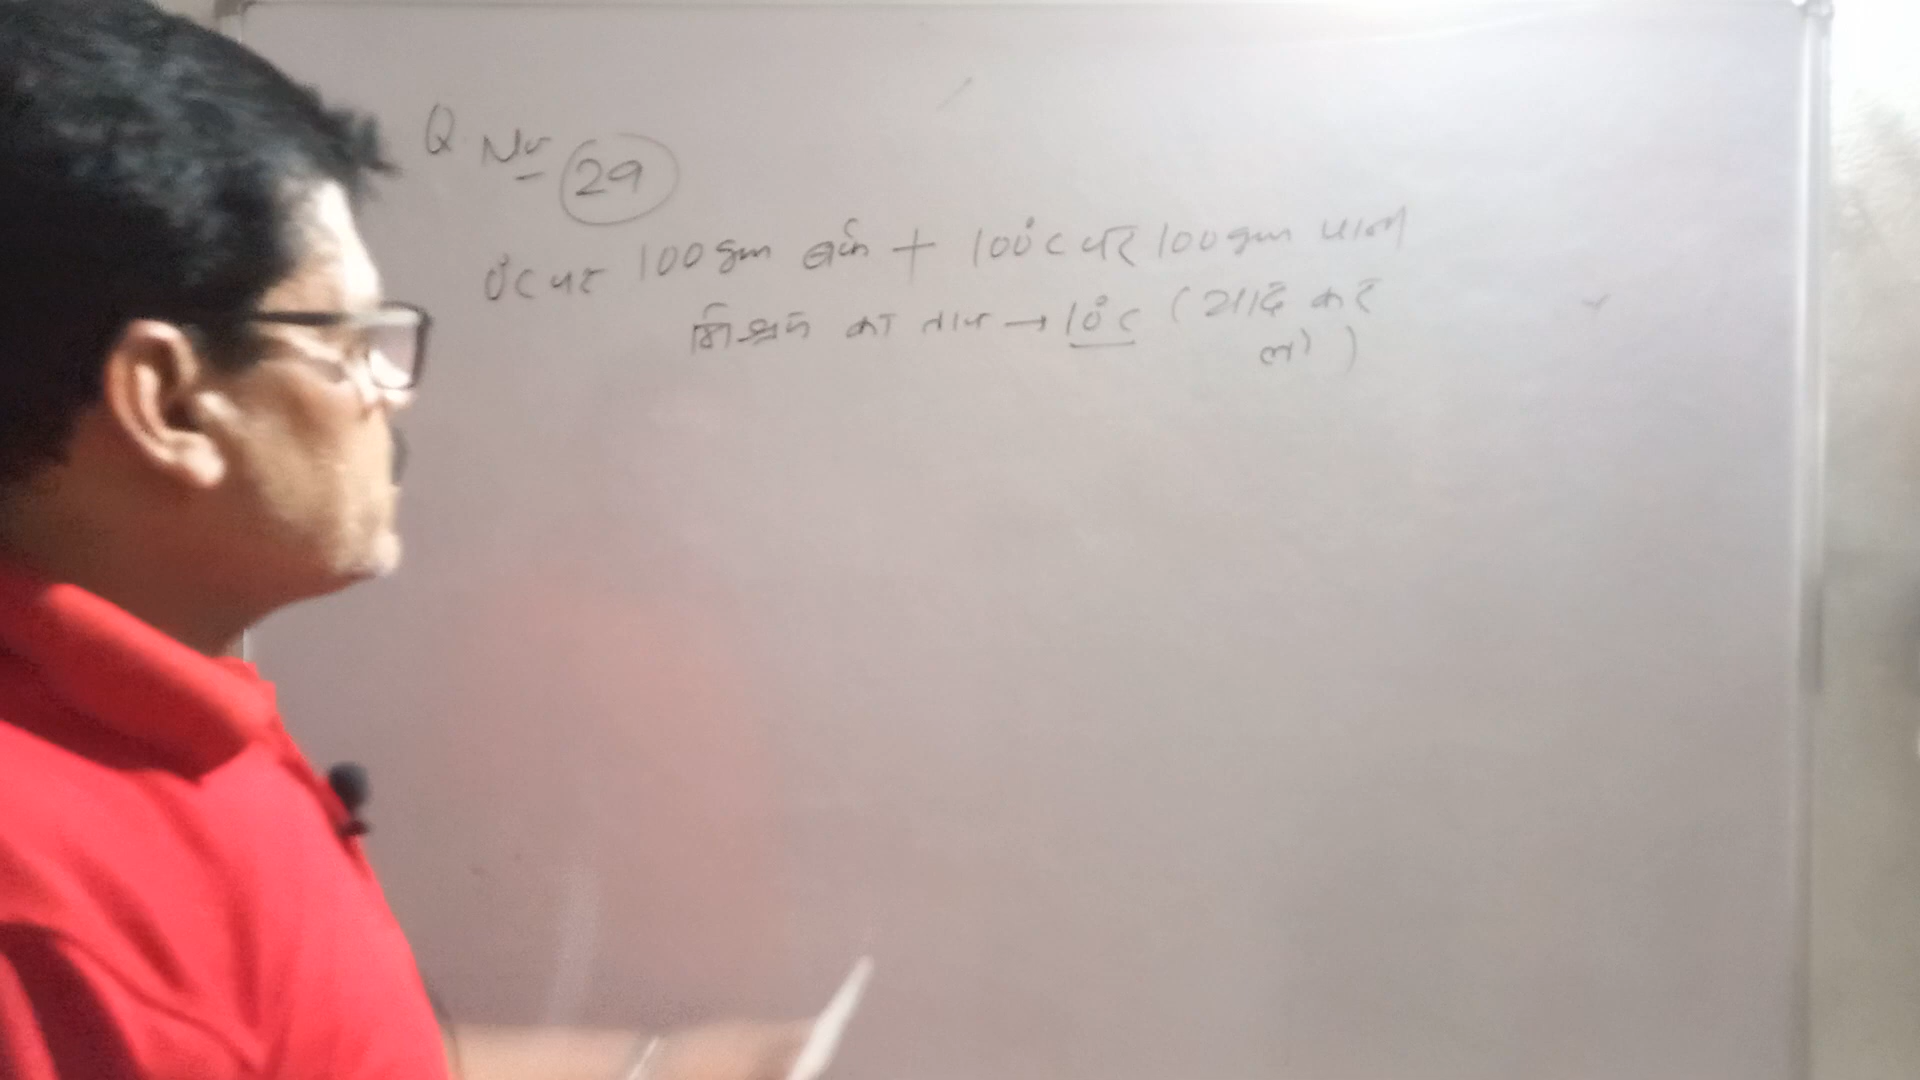 Q. No 29
0°C पर 100 gm बर्फ + 100°C पर 100 gm पानी
मिश्रण का ताप → 10°C (याद कर
लो)